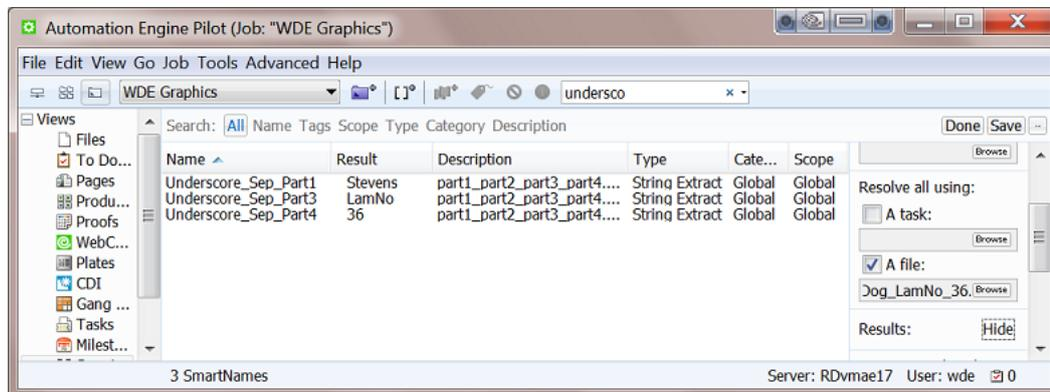 Automation Engine Pilot (Job: "WDE Graphics")
File Edit View Go Job Tools Advanced Help
WDE Graphics undersco
Views
Files
To Do...
Pages
Produ...
Proofs
WebC...
Plates
CDI
Gang ...
Tasks
Milest...
Search: All Name Tags Scope Type Category Description Done Save
Name Result Description Type Cate... Scope
Underscore_Sep_Part1 Stevens part1_part2_part3_part4.... String Extract Global Global
Underscore_Sep_Part3 LamNo part1_part2_part3_part4.... String Extract Global Global
Underscore_Sep_Part4 36 part1_part2_part3_part4.... String Extract Global Global
Browse
Resolve all using:
A task:
Browse
A file:
Dog_LamNo_36. Browse
Results: Hide
3 SmartNames Server: RDvmae17 User: wde 0